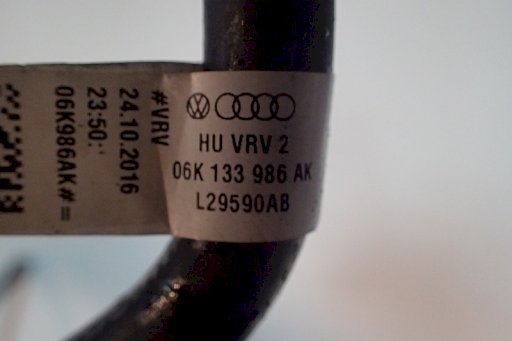 HU VRV 2
06K 133 986 AK
L29590AB
#VRV
24.10.2016
23:50:
06K986AK#=